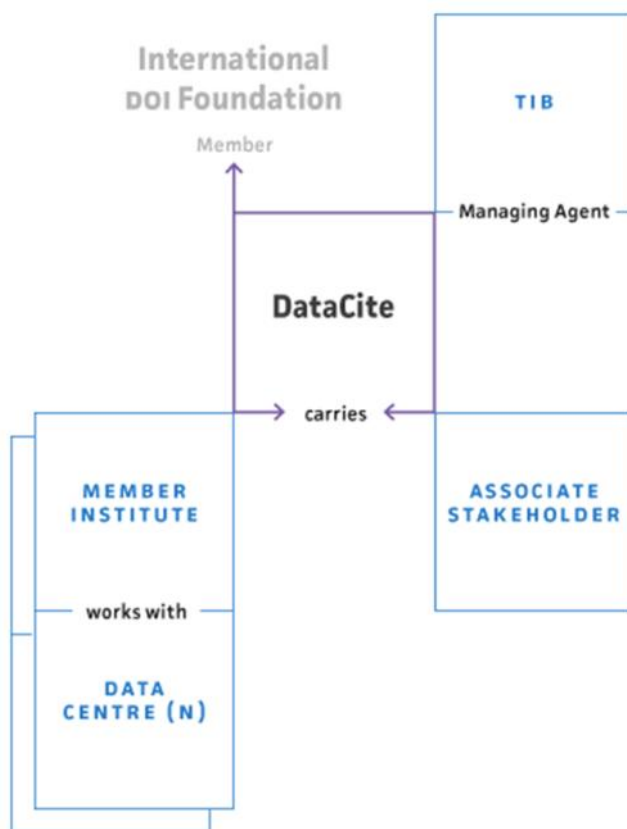 International
DOI Foundation
Member
TIB
Managing Agent
DataCite
carries
MEMBER
INSTITUTE
ASSOCIATE
STAKEHOLDER
works with
DATA
CENTRE (N)